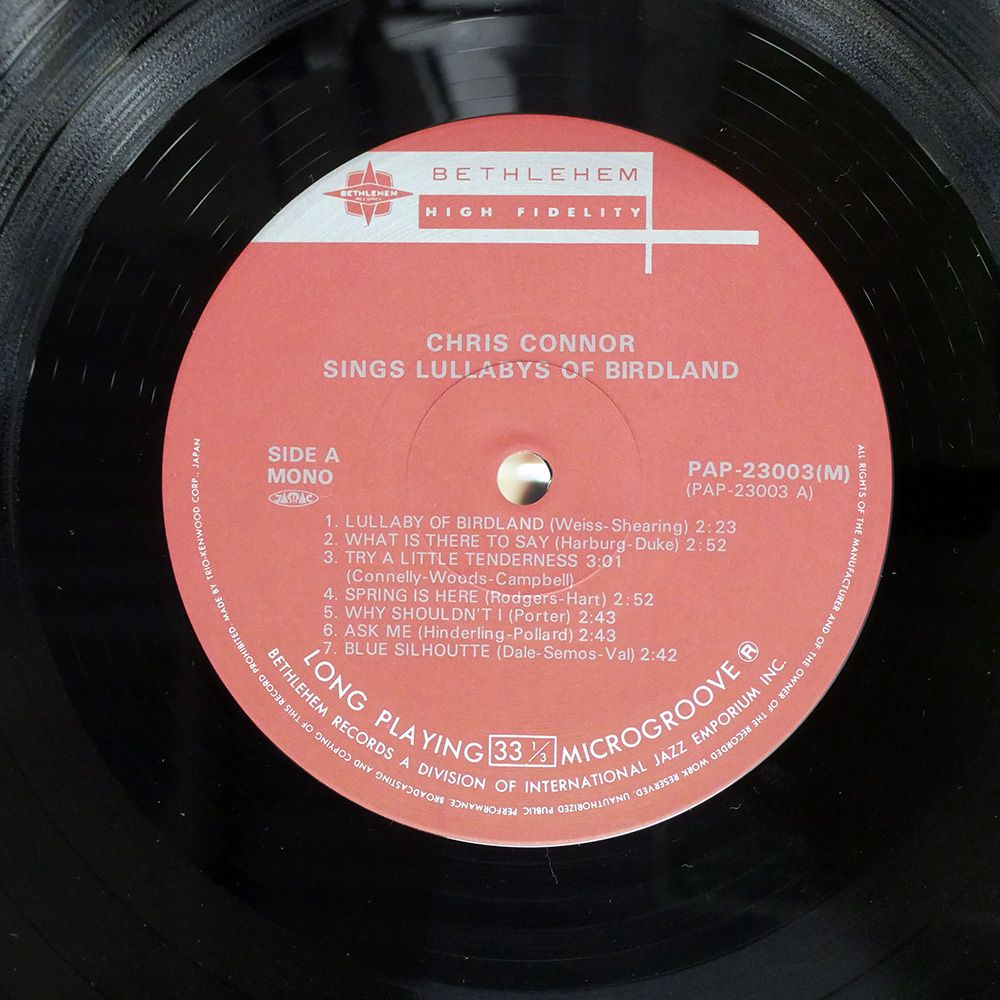 BETHLEHEM
RECORDS
BETHLEHEM
HIGH FIDELITY
CHRIS CONNOR
SINGS LULLABYS OF BIRDLAND
SIDE A
MONO
JASRAC
PAP-23003(M)
(PAP-23003 A)
1. LULLABY OF BIRDLAND (Weiss-Shearing) 2:23
2. WHAT IS THERE TO SAY (Harburg-Duke) 2:52
3. TRY A LITTLE TENDERNESS 3:01
(Connelly-Woods-Campbell)
4. SPRING IS HERE (Rodgers-Hart) 2:52
5. WHY SHOULDN'T I (Porter) 2:43
6. ASK ME (Hinderling-Pollard) 2:43
7. BLUE SILHOUTTE (Dale-Semos-Val) 2:42
LONG PLAYING 33 1/3 MICROGROOVE ®
BETHLEHEM RECORDS A DIVISION OF INTERNATIONAL JAZZ EMPORIUM INC.
ALL RIGHTS OF THE MANUFACTURER AND OF THE OWNER OF THE RECORDED WORK RESERVED. UNAUTHORIZED PUBLIC PERFORMANCE, BROADCASTING AND COPYING OF THIS RECORD PROHIBITED. MADE BY TRIO-KENWOOD CORP., JAPAN